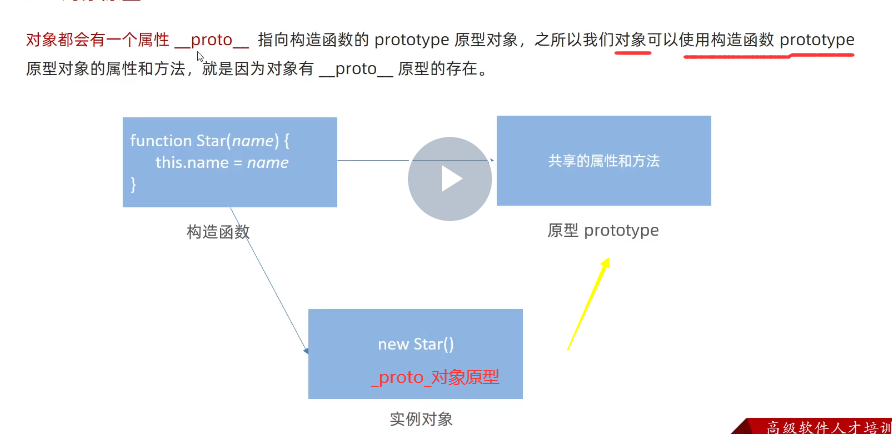 对象都会有一个属性 __proto__ 指向构造函数的 prototype 原型对象，之所以我们对象可以使用构造函数 prototype
原型对象的属性和方法，就是因为对象有 __proto__ 原型的存在。
function Star(name) {
this.name = name
}
共享的属性和方法
构造函数
原型 prototype
new Star()
_proto_对象原型
实例对象
高级软件人才培训